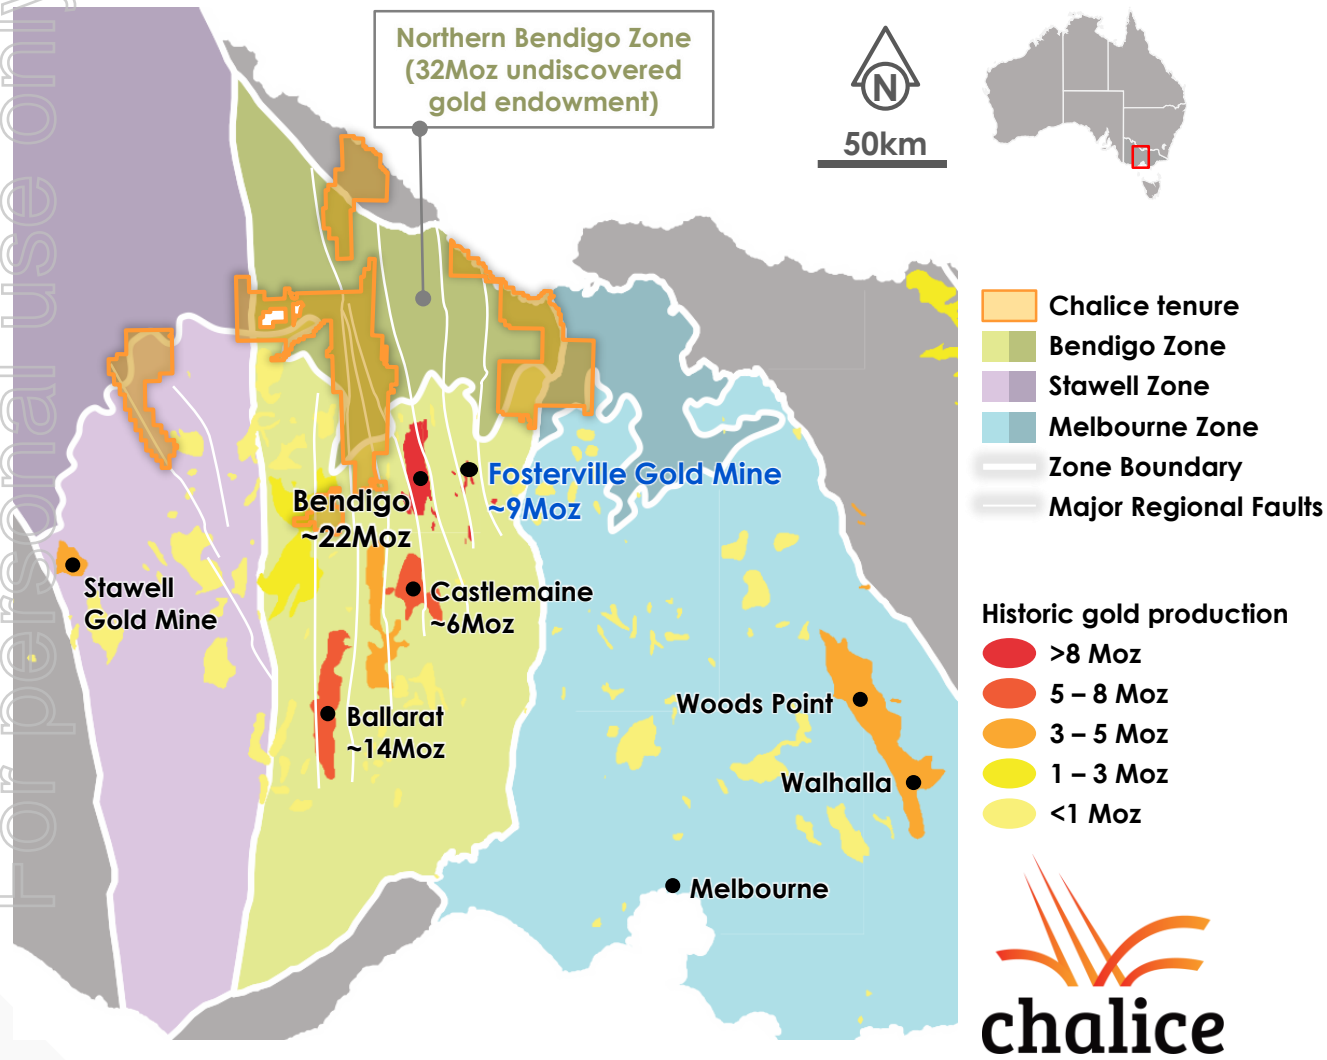 For personal use only
Northern Bendigo Zone
(32Moz undiscovered
gold endowment)
N
50km
Chalice tenure
Bendigo Zone
Stawell Zone
Melbourne Zone
Zone Boundary
Major Regional Faults
Fosterville Gold Mine
~9Moz
Bendigo
~22Moz
Stawell
Gold Mine
Castlemaine
~6Moz
Ballarat
~14Moz
Woods Point
Walhalla
Melbourne
Historic gold production
>8 Moz
5 – 8 Moz
3 – 5 Moz
1 – 3 Moz
<1 Moz
chalice